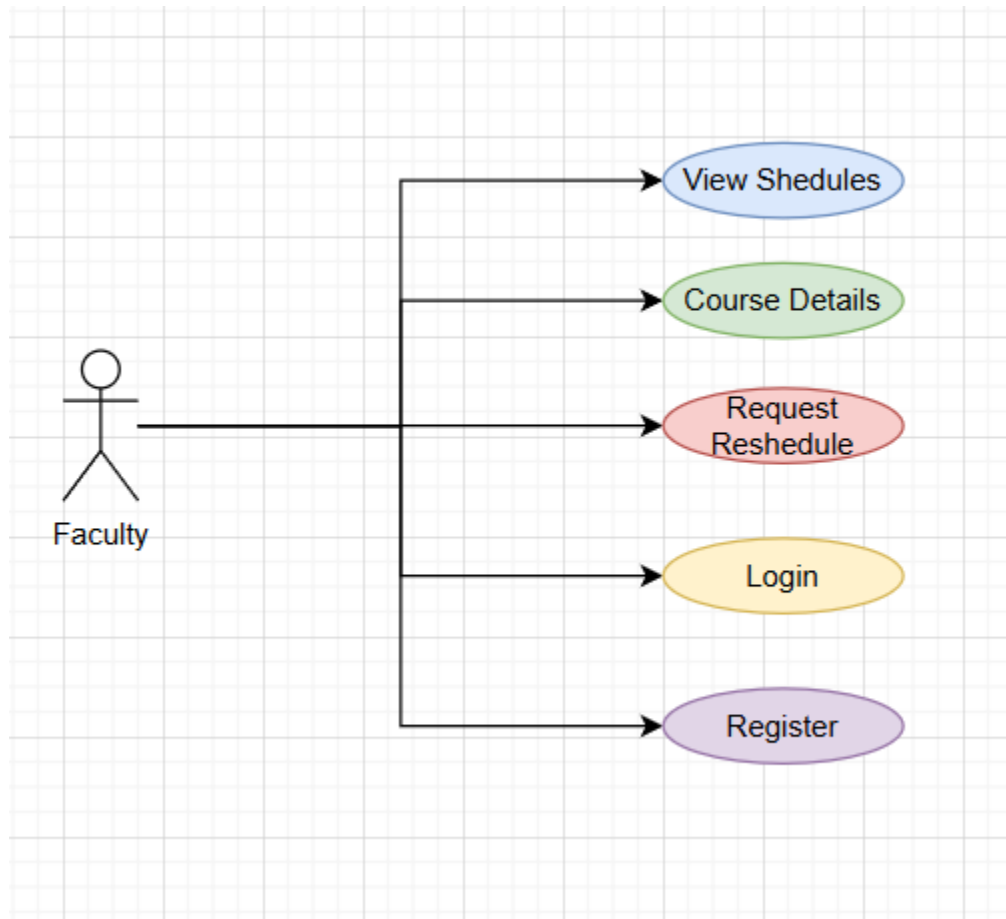 View Shedules
Course Details
Request
Reshedule
Faculty
Login
Register